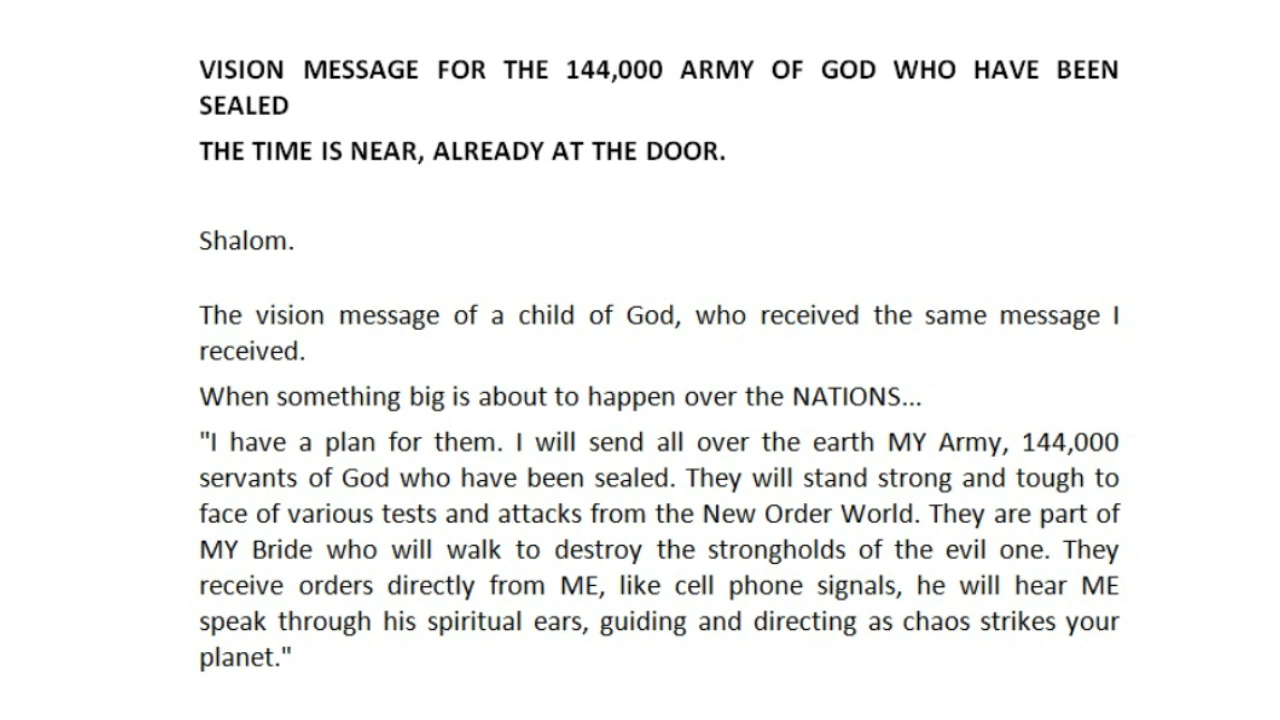 VISION MESSAGE FOR THE 144,000 ARMY OF GOD WHO HAVE BEEN
SEALED
THE TIME IS NEAR, ALREADY AT THE DOOR.
Shalom.
The vision message of a child of God, who received the same message I
received.
When something big is about to happen over the NATIONS...
"I have a plan for them. I will send all over the earth MY Army, 144,000
servants of God who have been sealed. They will stand strong and tough to
face of various tests and attacks from the New Order World. They are part of
MY Bride who will walk to destroy the strongholds of the evil one. They
receive orders directly from ME, like cell phone signals, he will hear ME
speak through his spiritual ears, guiding and directing as chaos strikes your
planet."